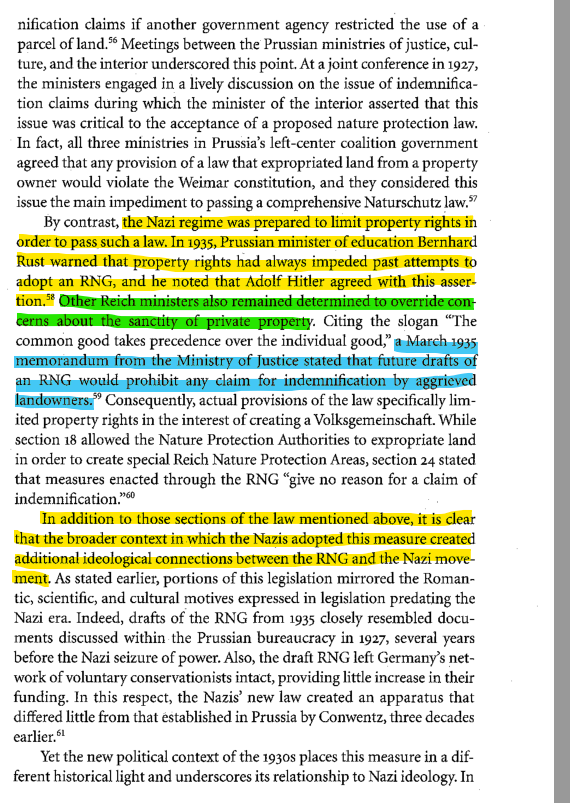 nification claims if another government agency restricted the use of a
parcel of land.56 Meetings between the Prussian ministries of justice, cul-
ture, and the interior underscored this point. At a joint conference in 1927,
the ministers engaged in a lively discussion on the issue of indemnifica-
tion claims during which the minister of the interior asserted that this
issue was critical to the acceptance of a proposed nature protection law.
In fact, all three ministries in Prussia's left-center coalition government
agreed that any provision of a law that expropriated land from a property
owner would violate the Weimar constitution, and they considered this
issue the main impediment to passing a comprehensive Naturschutz law.57
By contrast, the Nazi regime was prepared to limit property rights in
order to pass such a law. In 1935, Prussian minister of education Bernhard
Rust warned that property rights had always impeded past attempts to
adopt an RNG, and he noted that Adolf Hitler agreed with this asser-
tion.58 Other Reich ministers also remained determined to override con-
cerns about the sanctity of private property. Citing the slogan "The
common good takes precedence over the individual good," a March 1935
memorandum from the Ministry of Justice stated that future drafts of
an RNG would prohibit any claim for indemnification by aggrieved
landowners.59 Consequently, actual provisions of the law specifically lim-
ited property rights in the interest of creating a Volksgemeinschaft. While
section 18 allowed the Nature Protection Authorities to expropriate land
in order to create special Reich Nature Protection Areas, section 24 stated
that measures enacted through the RNG "give no reason for a claim of
indemnification."60
In addition to those sections of the law mentioned above, it is clear
that the broader context in which the Nazis adopted this measure created
additional ideological connections between the RNG and the Nazi move-
ment. As stated earlier, portions of this legislation mirrored the Roman-
tic, scientific, and cultural motives expressed in legislation predating the
Nazi era. Indeed, drafts of the RNG from 1935 closely resembled docu-
ments discussed within the Prussian bureaucracy in 1927, several years
before the Nazi seizure of power. Also, the draft RNG left Germany's net-
work of voluntary conservationists intact, providing little increase in their
funding. In this respect, the Nazis' new law created an apparatus that
differed little from that established in Prussia by Conwentz, three decades
earlier.61
Yet the new political context of the 1930s places this measure in a dif-
ferent historical light and underscores its relationship to Nazi ideology. In